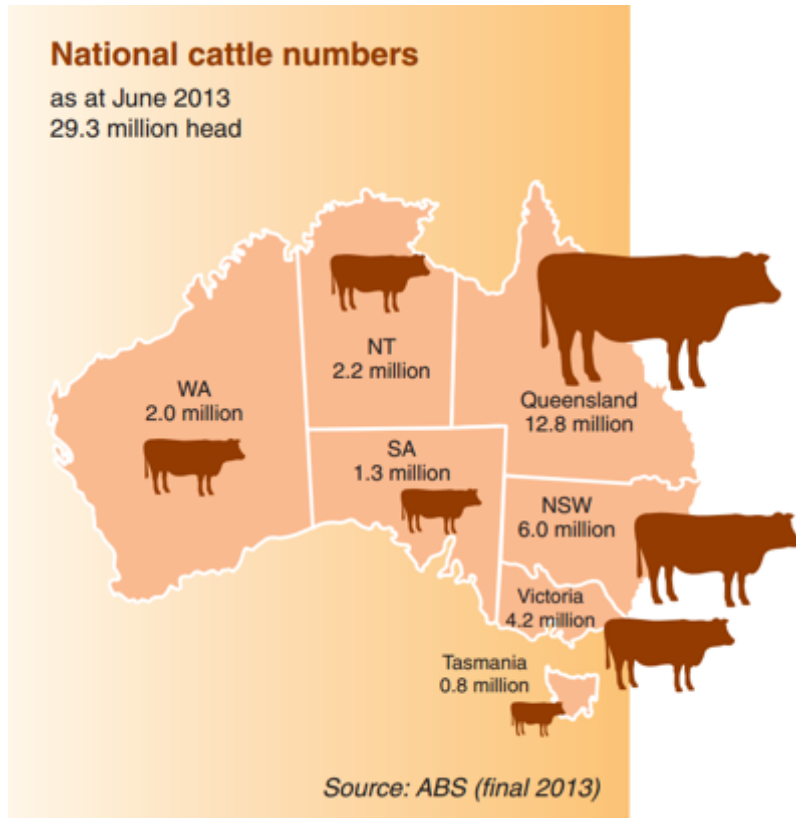 National cattle numbers
as at June 2013
29.3 million head
NT
2.2 million
WA
2.0 million
Queensland
12.8 million
SA
1.3 million
NSW
6.0 million
Victoria
4.2 million
Tasmania
0.8 million
Source: ABS (final 2013)